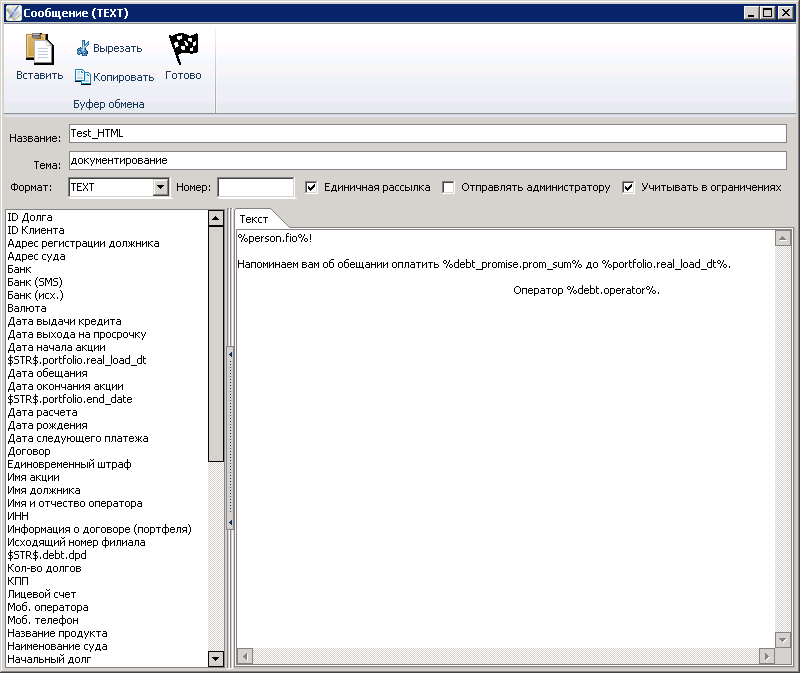 Сообщение (TEXT)
Вставить
Вырезать
Копировать
Готово
Буфер обмена
Название: Test_HTML
Тема: документирование
Формат: TEXT Номер: Единичная рассылка Отправлять администратору Учитывать в ограничениях
ID Долга
ID Клиента
Адрес регистрации должника
Адрес суда
Банк
Банк (SMS)
Банк (исх.)
Валюта
Дата выдачи кредита
Дата выхода на просрочку
Дата начала акции
$STR$.portfolio.real_load_dt
Дата обещания
Дата окончания акции
$STR$.portfolio.end_date
Дата расчета
Дата рождения
Дата следующего платежа
Договор
Единовременный штраф
Имя акции
Имя должника
Имя и отчество оператора
ИНН
Информация о договоре (портфеля)
Исходящий номер филиала
$STR$.debt.dpd
Кол-во долгов
КПП
Лицевой счет
Моб. оператора
Моб. телефон
Название продукта
Наименование суда
Начальный долг
Текст
%person.fio%!
Напоминаем вам об обещании оплатить %debt_promise.prom_sum% до %portfolio.real_load_dt%.
Оператор %debt.operator%.